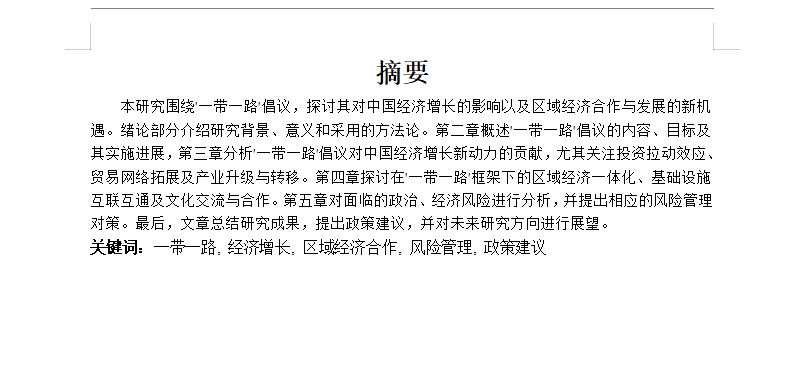 摘要
本研究围绕'一带一路'倡议，探讨其对中国经济增长的影响以及区域经济合作与发展的新机
遇。绪论部分介绍研究背景、意义和采用的方法论。第二章概述'一带一路'倡议的内容、目标及
其实施进展，第三章分析'一带一路'倡议对中国经济增长新动力的贡献，尤其关注投资拉动效应、
贸易网络拓展及产业升级与转移。第四章探讨在'一带一路'框架下的区域经济一体化、基础设施
互联互通及文化交流与合作。第五章对面临的政治、经济风险进行分析，并提出相应的风险管理
对策。最后，文章总结研究成果，提出政策建议，并对未来研究方向进行展望。
关键词：一带一路, 经济增长, 区域经济合作, 风险管理, 政策建议